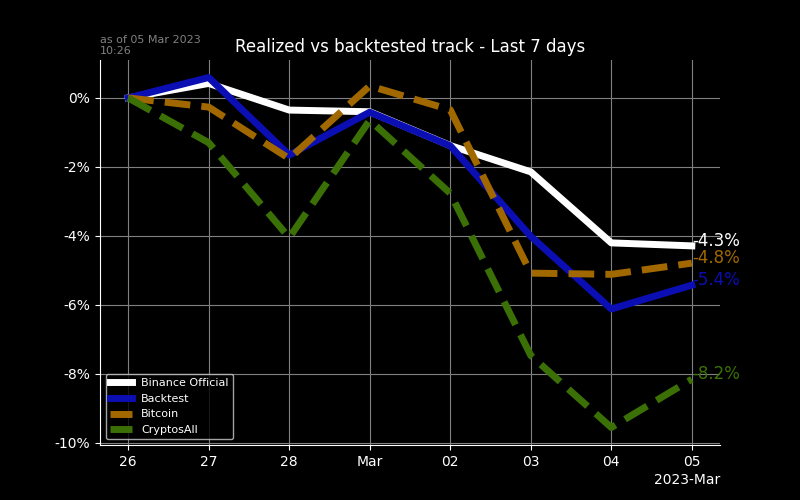 as of 05 Mar 2023
10:26
Realized vs backtested track - Last 7 days
0%
-2%
-4%
-6%
-8%
-10%
-4.3%
-4.8%
-5.4%
-8.2%
Binance Official
Backtest
Bitcoin
CryptosAll
26 27 28 Mar 02 03 04 05
2023-Mar